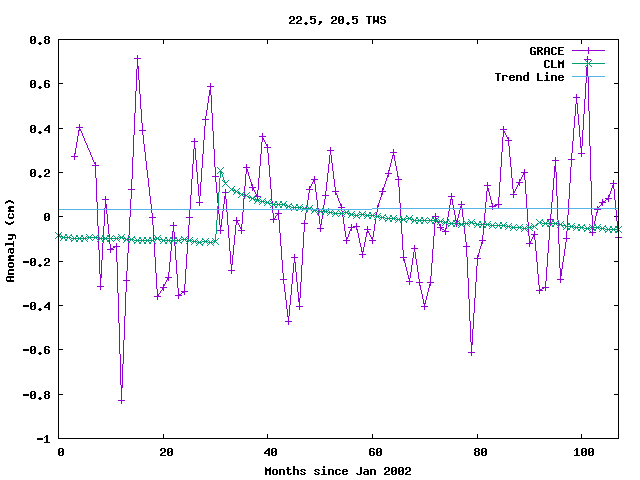 22.5, 20.5 TWS
GRACE
CLM
Trend Line
0.8
0.6
0.4
0.2
0
-0.2
-0.4
-0.6
-0.8
-1
Anomaly (cm)
0 20 40 60 80 100
Months since Jan 2002